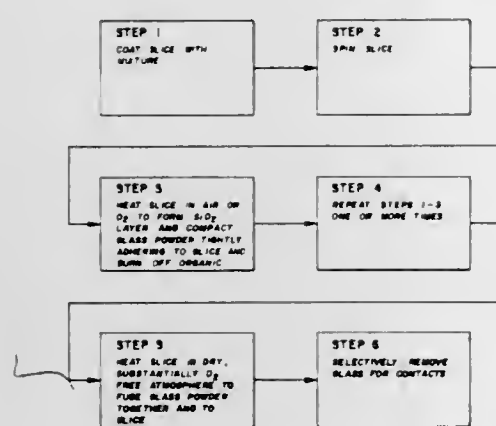 STEP 1
COAT SLICE WITH
MIXTURE
STEP 2
SPIN SLICE
STEP 3
HEAT SLICE IN AIR OR
O2 TO FORM SiO2
LAYER AND COMPACT
GLASS POWDER TIGHTLY
ADHERING TO SLICE AND
BURN OFF ORGANIC
STEP 4
REPEAT STEPS 1-3
ONE OR MORE TIMES
STEP 5
HEAT SLICE IN DRY,
SUBSTANTIALLY O2
FREE ATMOSPHERE TO
FUSE GLASS POWDER
TOGETHER AND TO
SLICE
STEP 6
SELECTIVELY REMOVE
GLASS FOR CONTACTS